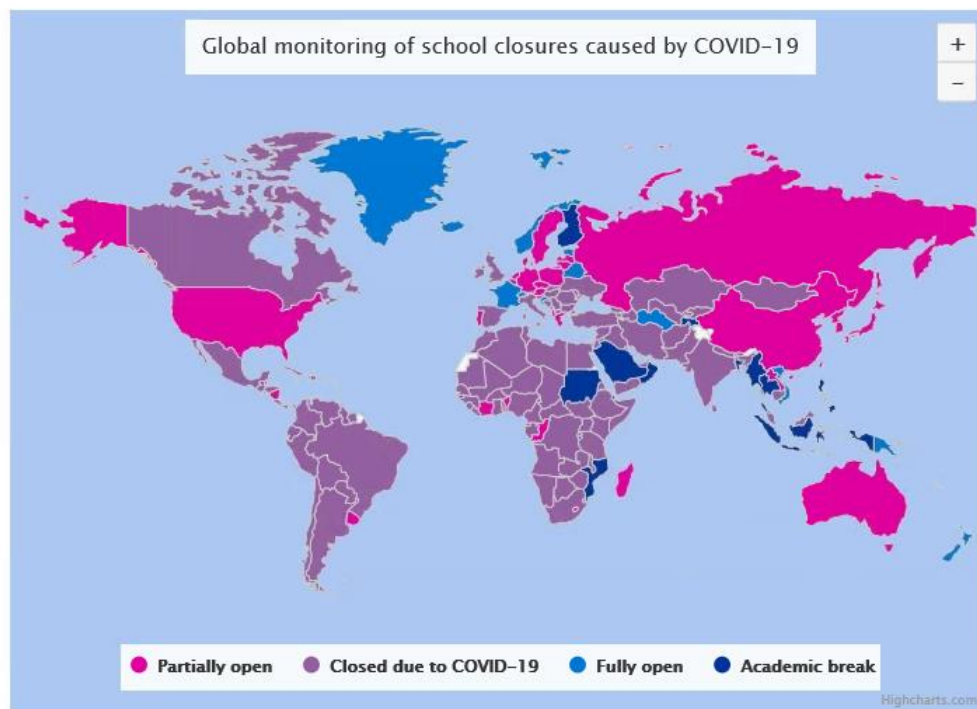 Global monitoring of school closures caused by COVID-19
+
−
Partially open Closed due to COVID-19 Fully open Academic break
Highcharts.com